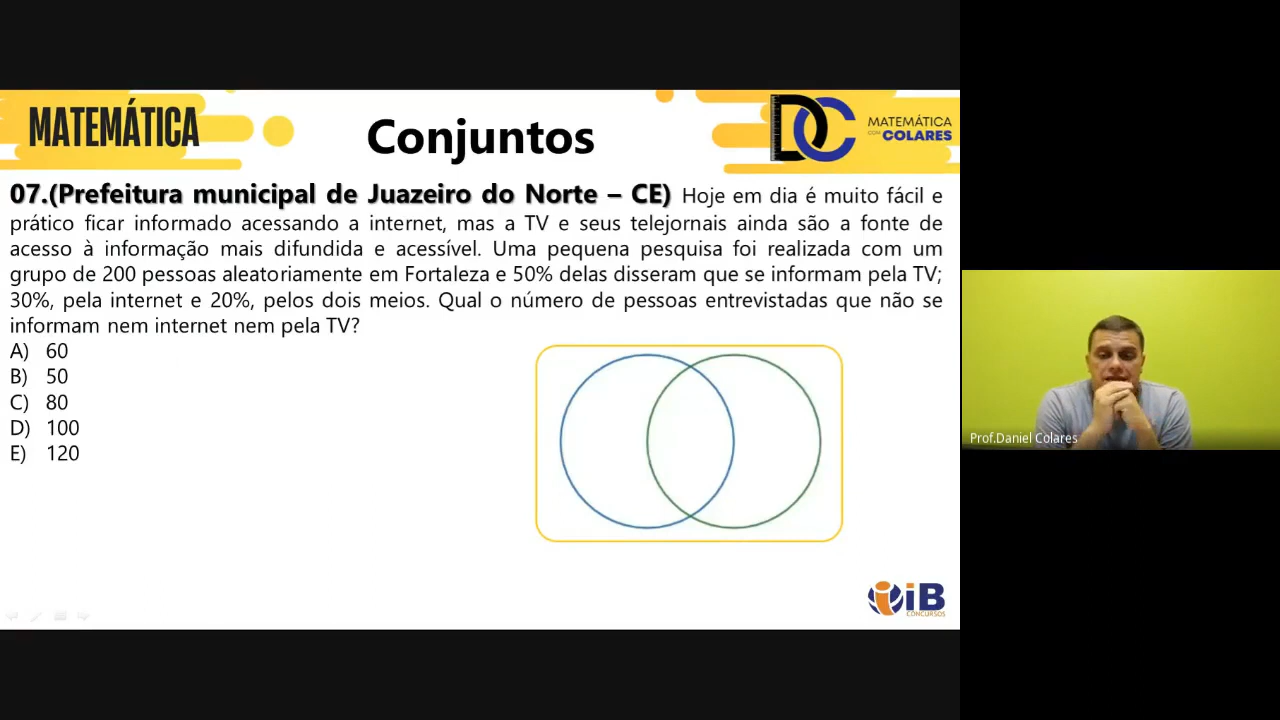 MATEMÁTICA
Conjuntos
DC
MATEMÁTICA
COM COLARES
07.(Prefeitura municipal de Juazeiro do Norte – CE) Hoje em dia é muito fácil e
prático ficar informado acessando a internet, mas a TV e seus telejornais ainda são a fonte de
acesso à informação mais difundida e acessível. Uma pequena pesquisa foi realizada com um
grupo de 200 pessoas aleatoriamente em Fortaleza e 50% delas disseram que se informam pela TV;
30%, pela internet e 20%, pelos dois meios. Qual o número de pessoas entrevistadas que não se
informam nem internet nem pela TV?
A) 60
B) 50
C) 80
D) 100
E) 120
Prof.Daniel Colares
iB
CONCURSOS